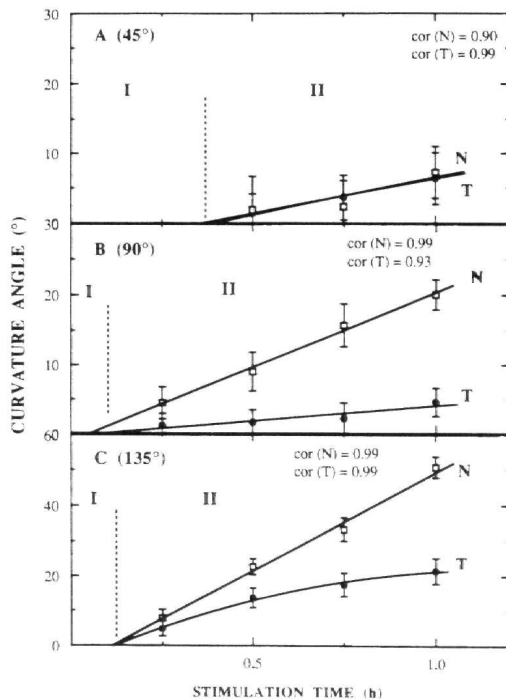 30
A (45°)
cor (N) = 0.90
cor (T) = 0.99
I
II
20
10
N
T
30
B (90°)
cor (N) = 0.99
cor (T) = 0.93
I
II
N
20
10
T
60
C (135°)
cor (N) = 0.99
cor (T) = 0.99
N
I
II
40
20
T
0
0.5
1.0
STIMULATION TIME (h)
CURVATURE ANGLE (°)